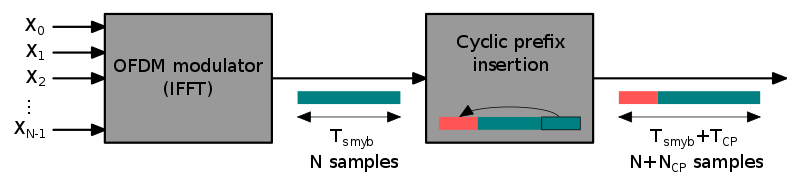 X0
X1
X2
...
XN-1
OFDM modulator
(IFFT)
Tsmyb
N samples
Cyclic prefix
insertion
Tsmyb+TCP
N+NCP samples